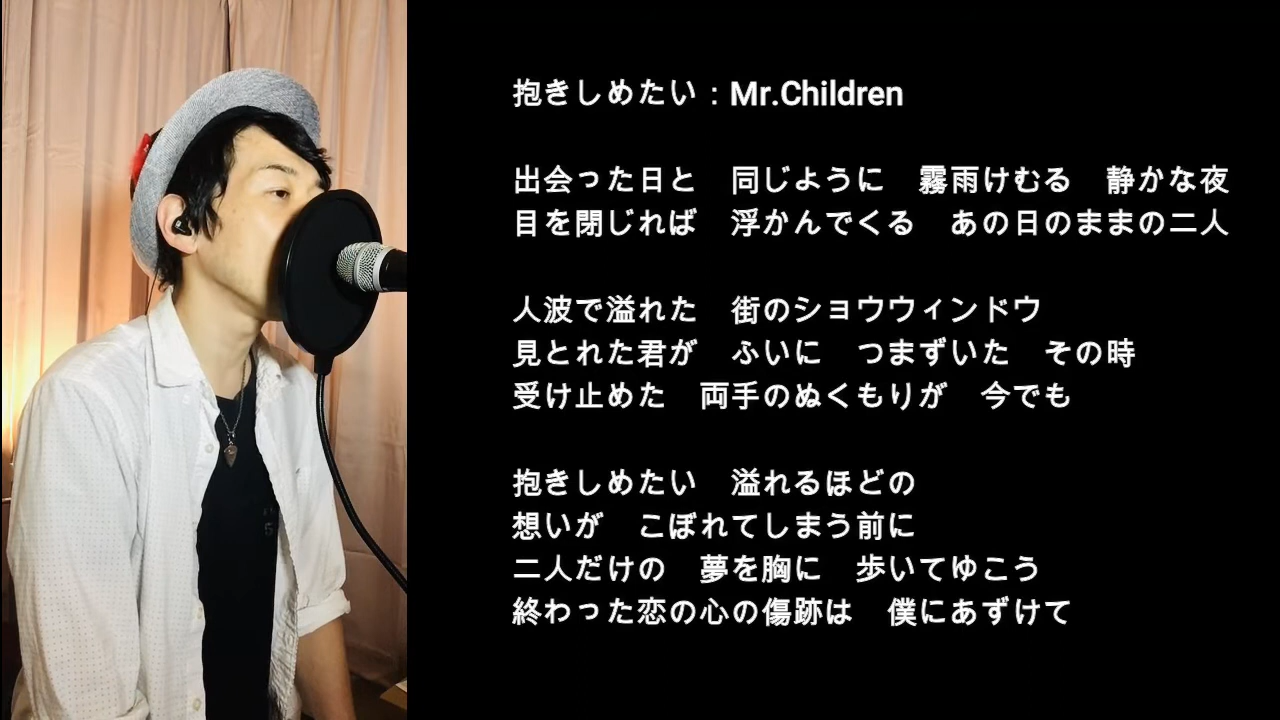 抱きしめたい：Mr.Children
出会った日と　同じように　霧雨けむる　静かな夜
目を閉じれば　浮かんでくる　あの日のままの二人
人波で溢れた　街のショウウィンドウ
見とれた君が　ふいに　つまずいた　その時
受け止めた　両手のぬくもりが　今でも
抱きしめたい　溢れるほどの
想いが　こぼれてしまう前に
二人だけの　夢を胸に　歩いてゆこう
終わった恋の心の傷跡は　僕にあずけて